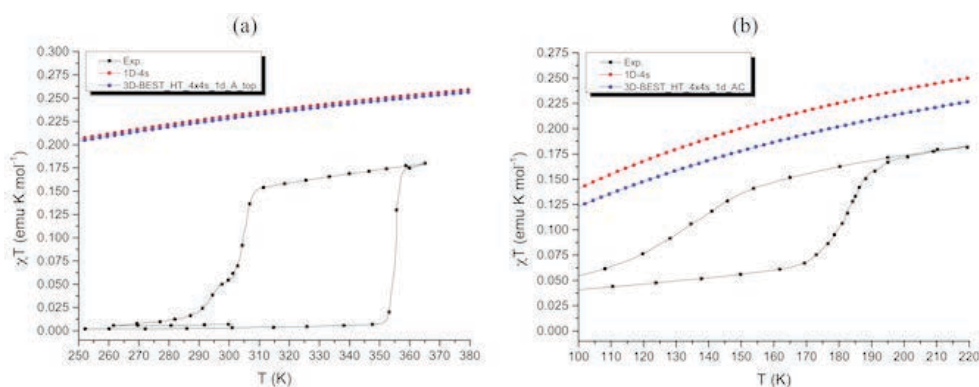 (a)
0.300
0.275
0.250
0.225
0.200
0.175
0.150
0.125
0.100
0.075
0.050
0.025
0.000
χT (emu K mol⁻¹)
Exp.
1D-4s
3D-BEST_HT_4x4s_1d_A_top
250 260 270 280 290 300 310 320 330 340 350 360 370 380
T (K)
(b)
0.275
0.250
0.225
0.200
0.175
0.150
0.125
0.100
0.075
0.050
0.025
0.000
χT (emu K mol⁻¹)
Exp.
1D-4s
3D-BEST_HT_4x4s_1d_AC
100 110 120 130 140 150 160 170 180 190 200 210 220
T (K)